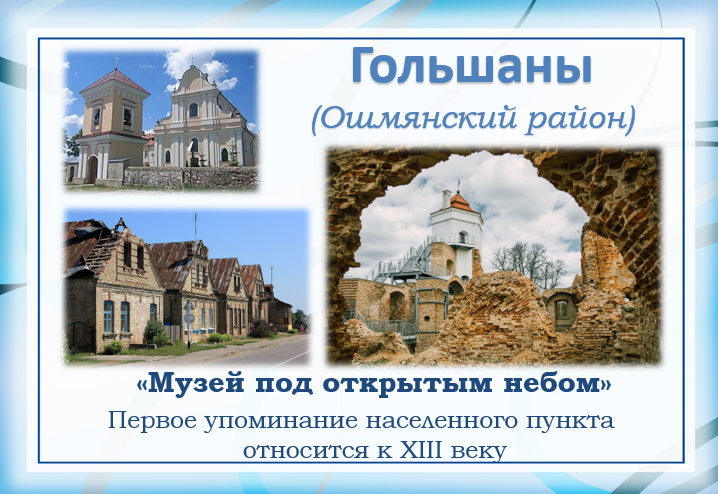 Гольшаны
(Ошмянский район)
«Музей под открытым небом»
Первое упоминание населенного пункта
относится к XIII веку